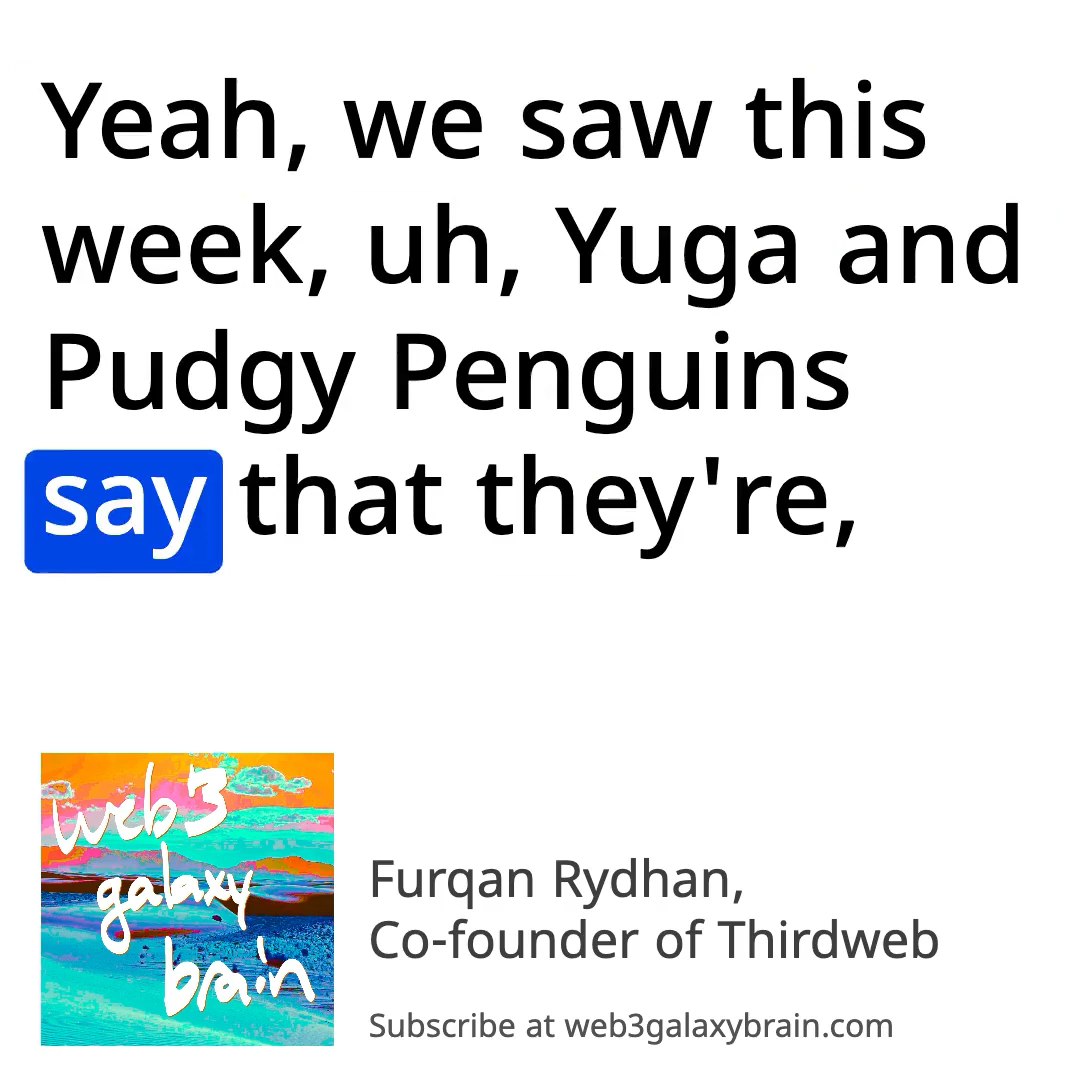 Yeah, we saw this
week, uh, Yuga and
Pudgy Penguins
say that they're,
web3
galaxy
brain
Furqan Rydhan,
Co-founder of Thirdweb
Subscribe at web3galaxybrain.com